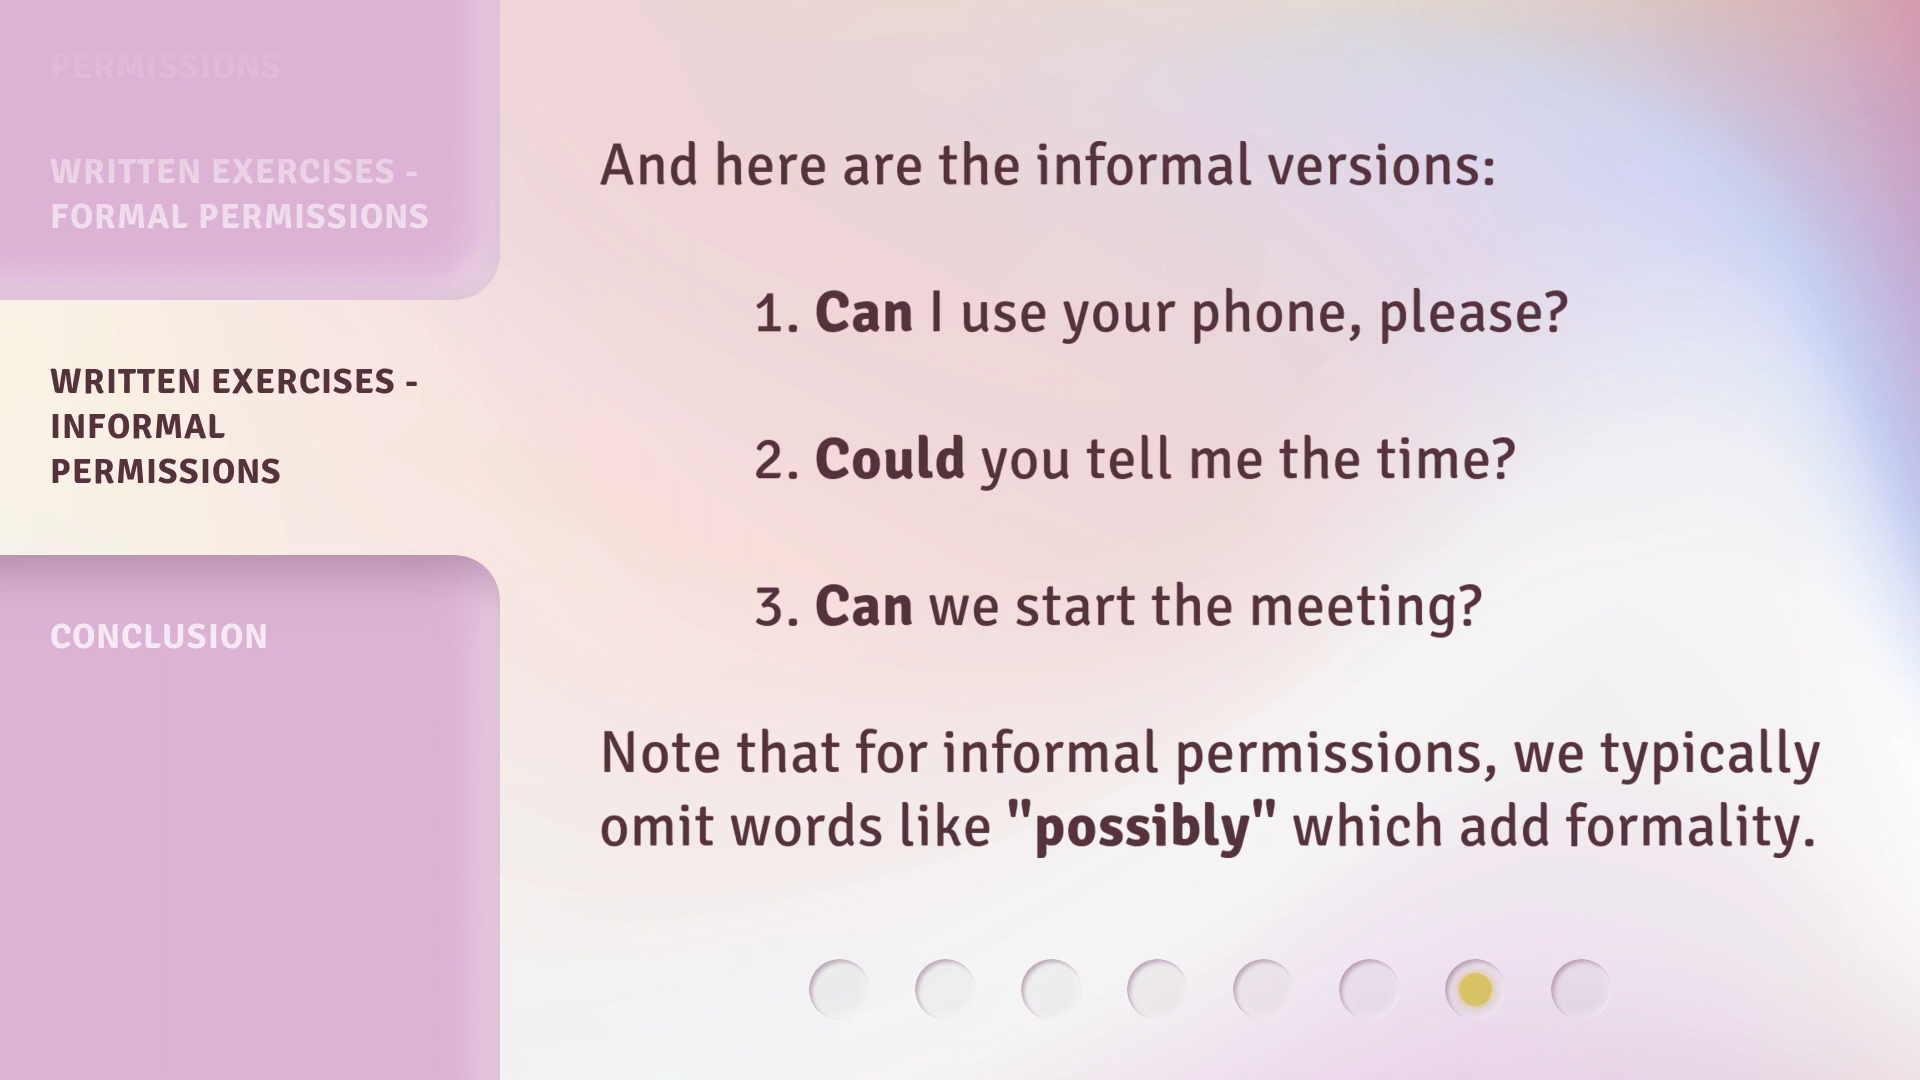 INFORMAL
PERMISSIONS
WRITTEN EXERCISES -
FORMAL PERMISSIONS
WRITTEN EXERCISES -
INFORMAL
PERMISSIONS
CONCLUSION
And here are the informal versions:
1. Can I use your phone, please?
2. Could you tell me the time?
3. Can we start the meeting?
Note that for informal permissions, we typically
omit words like "possibly" which add formality.